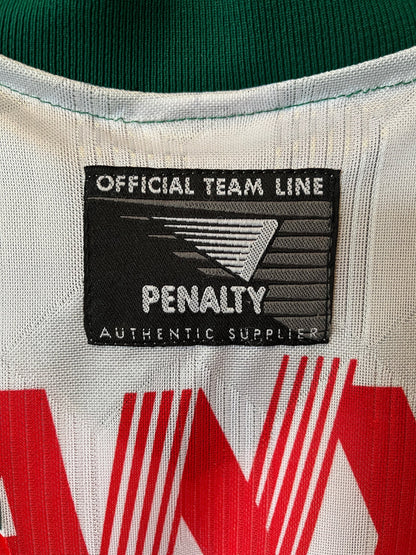 OFFICIAL TEAM LINE
PENALTY
AUTHENTIC SUPPLIER